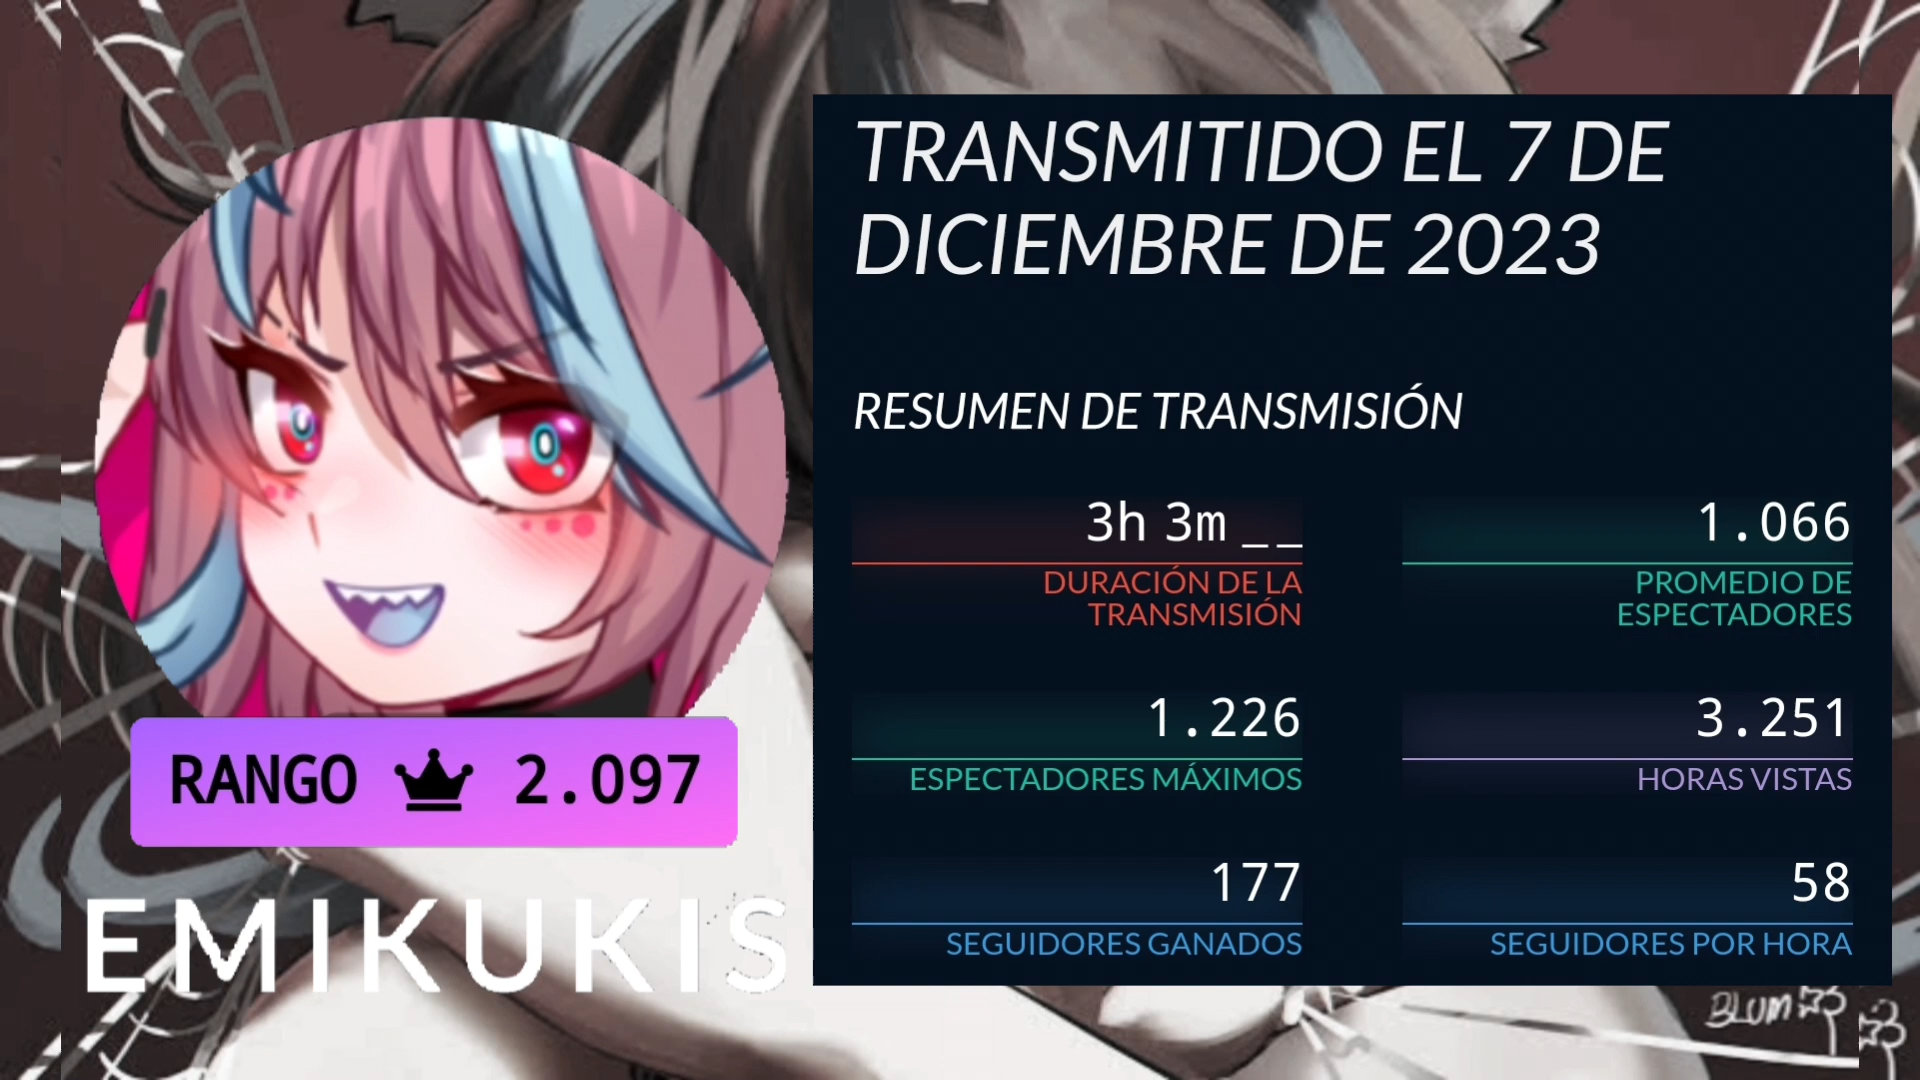 TRANSMITIDO EL 7 DE
DICIEMBRE DE 2023
RESUMEN DE TRANSMISIÓN
3h 3m _ _
DURACIÓN DE LA
TRANSMISIÓN
1.066
PROMEDIO DE
ESPECTADORES
1.226
ESPECTADORES MÁXIMOS
3.251
HORAS VISTAS
177
SEGUIDORES GANADOS
58
SEGUIDORES POR HORA
RANGO 2.097
EMIKUKIS
BLUM